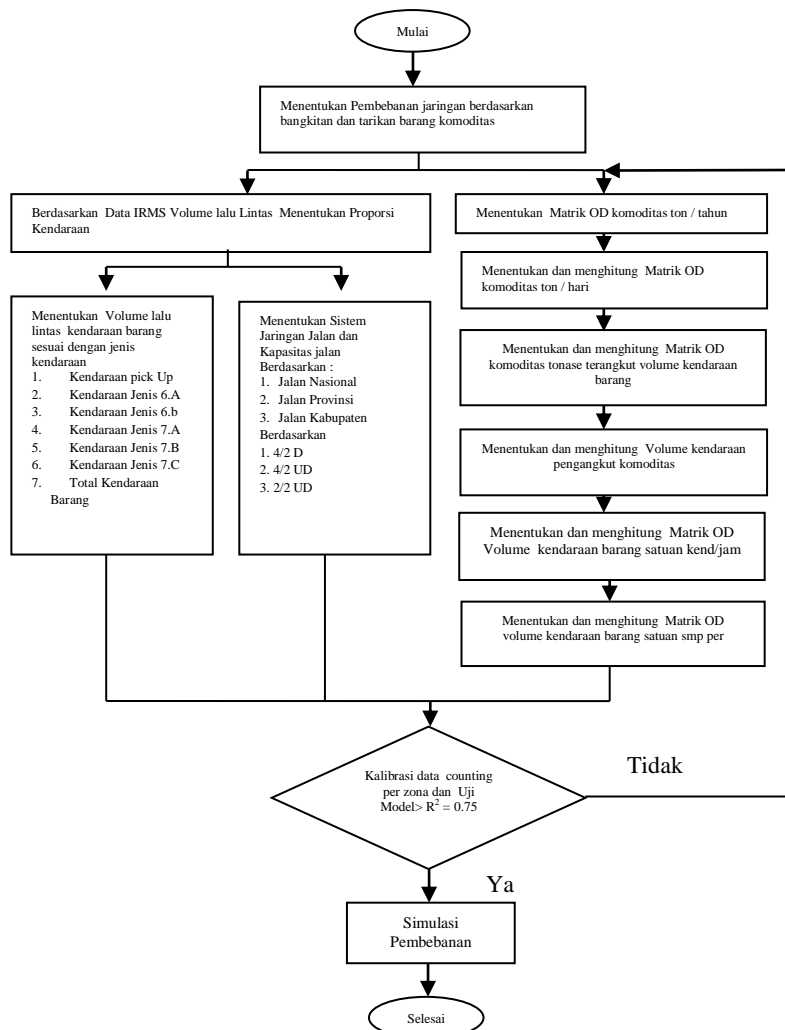 Mulai
Menentukan Pembebanan jaringan berdasarkan
bangkitan dan tarikan barang komoditas
Berdasarkan Data IRMS Volume lalu Lintas Menentukan Proporsi
Kendaraan
Menentukan Volume lalu
lintas kendaraan barang
sesuai dengan jenis
kendaraan
1. Kendaraan pick Up
2. Kendaraan Jenis 6.A
3. Kendaraan Jenis 6.b
4. Kendaraan Jenis 7.A
5. Kendaraan Jenis 7.B
6. Kendaraan Jenis 7.C
7. Total Kendaraan
Barang
Menentukan Sistem
Jaringan Jalan dan
Kapasitas jalan
Berdasarkan :
1. Jalan Nasional
2. Jalan Provinsi
3. Jalan Kabupaten
Berdasarkan
1. 4/2 D
2. 4/2 UD
3. 2/2 UD
Menentukan Matrik OD komoditas ton / tahun
Menentukan dan menghitung Matrik OD
komoditas ton / hari
Menentukan dan menghitung Matrik OD
komoditas tonase terangkut volume kendaraan
barang
Menentukan dan menghitung Volume kendaraan
pengangkut komoditas
Menentukan dan menghitung Matrik OD
Volume kendaraan barang satuan kend/jam
Menentukan dan menghitung Matrik OD
volume kendaraan barang satuan smp per
Kalibrasi data counting
per zona dan Uji
Model> R² = 0.75
Tidak
Ya
Simulasi
Pembebanan
Selesai